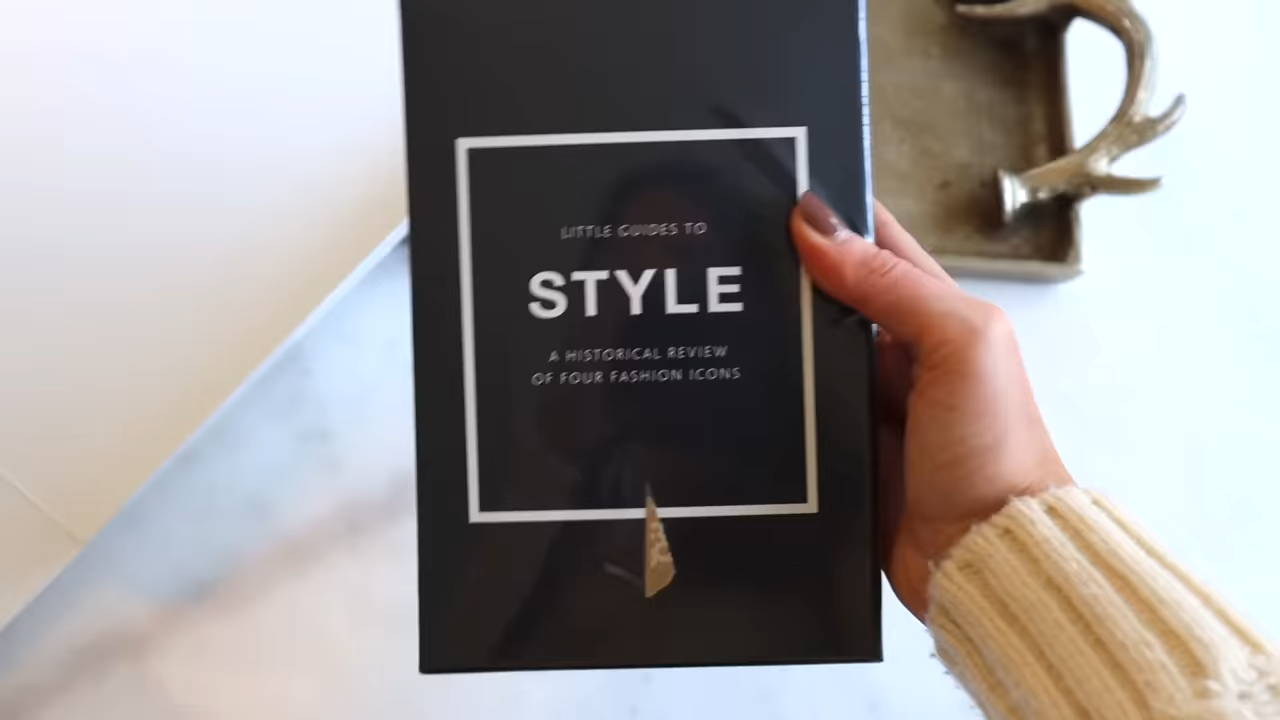 LITTLE GUIDES TO
STYLE
A HISTORICAL REVIEW
OF FOUR FASHION ICONS